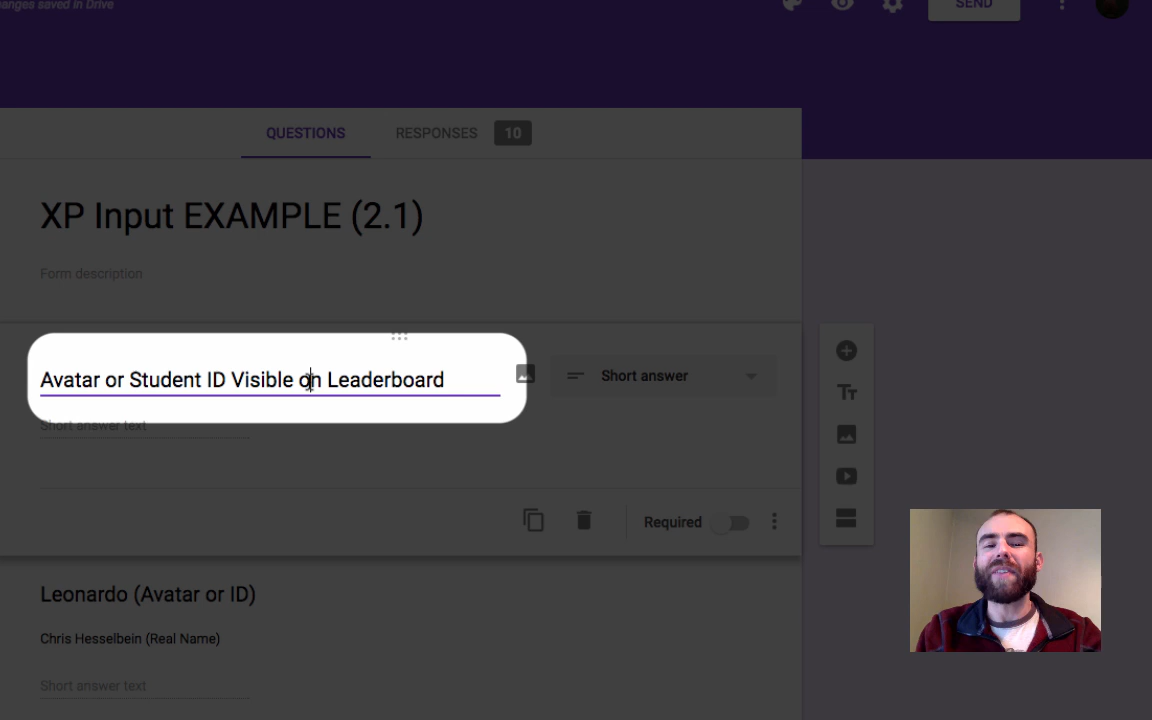 anges saved in Drive
SEND
QUESTIONS RESPONSES 10
XP Input EXAMPLE (2.1)
Form description
Avatar or Student ID Visible on Leaderboard
Short answer
Short answer text
Tт
Required
Leonardo (Avatar or ID)
Chris Hesselbein (Real Name)
Short answer text